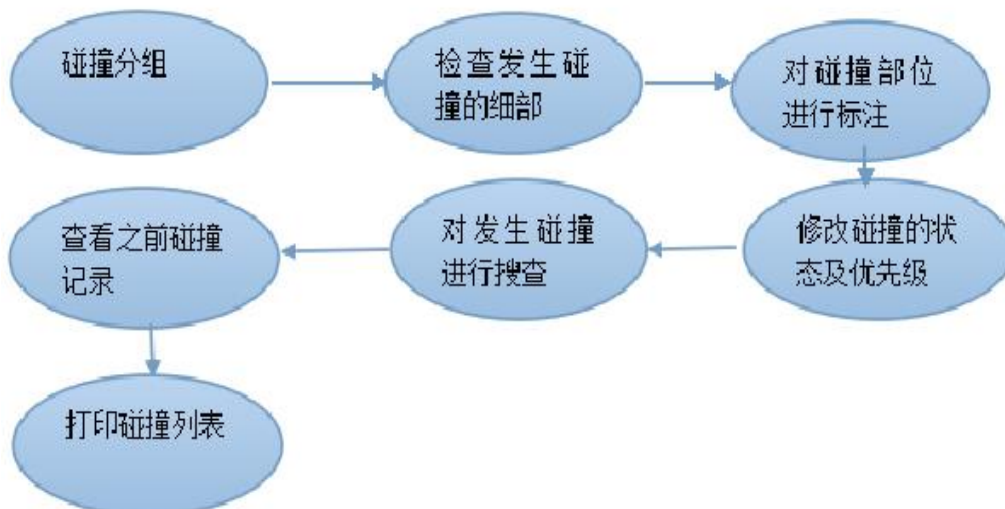 碰撞分组
检查发生碰
撞的细部
对碰撞部位
进行标注
修改碰撞的状
态及优先级
对发生碰撞
进行搜查
查看之前碰撞
记录
打印碰撞列表